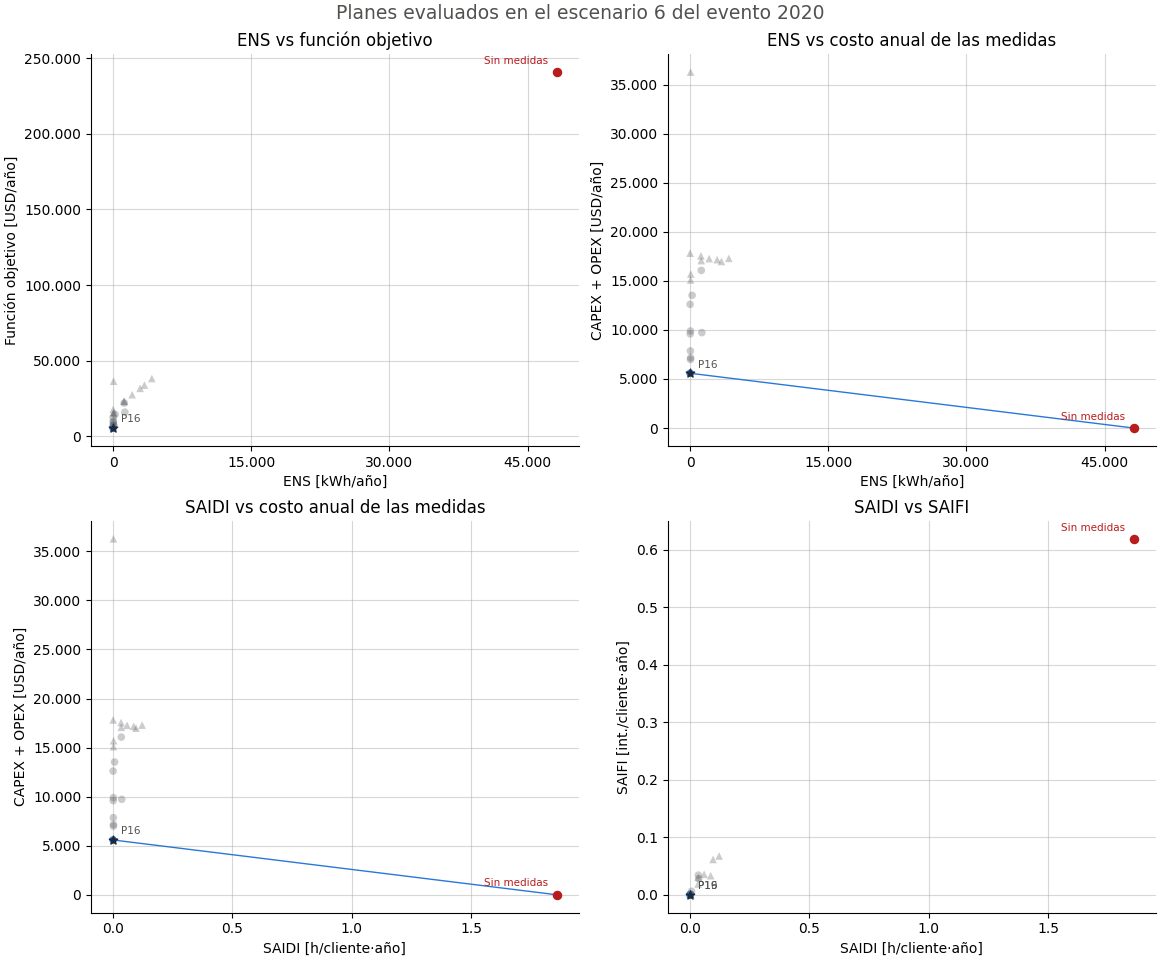 Planes evaluados en el escenario 6 del evento 2020
ENS vs función objetivo
Función objetivo [USD/año]
250.000
200.000
150.000
100.000
50.000
0
Sin medidas
P16
0
15.000
30.000
45.000
ENS [kWh/año]
ENS vs costo anual de las medidas
CAPEX + OPEX [USD/año]
35.000
30.000
25.000
20.000
15.000
10.000
5.000
0
P16
Sin medidas
0
15.000
30.000
45.000
ENS [kWh/año]
SAIDI vs costo anual de las medidas
CAPEX + OPEX [USD/año]
35.000
30.000
25.000
20.000
15.000
10.000
5.000
0
P16
Sin medidas
0.0
0.5
1.0
1.5
SAIDI [h/cliente·año]
SAIDI vs SAIFI
SAIFI [int./cliente·año]
0.6
0.5
0.4
0.3
0.2
0.1
0.0
Sin medidas
0.0
0.5
1.0
1.5
SAIDI [h/cliente·año]